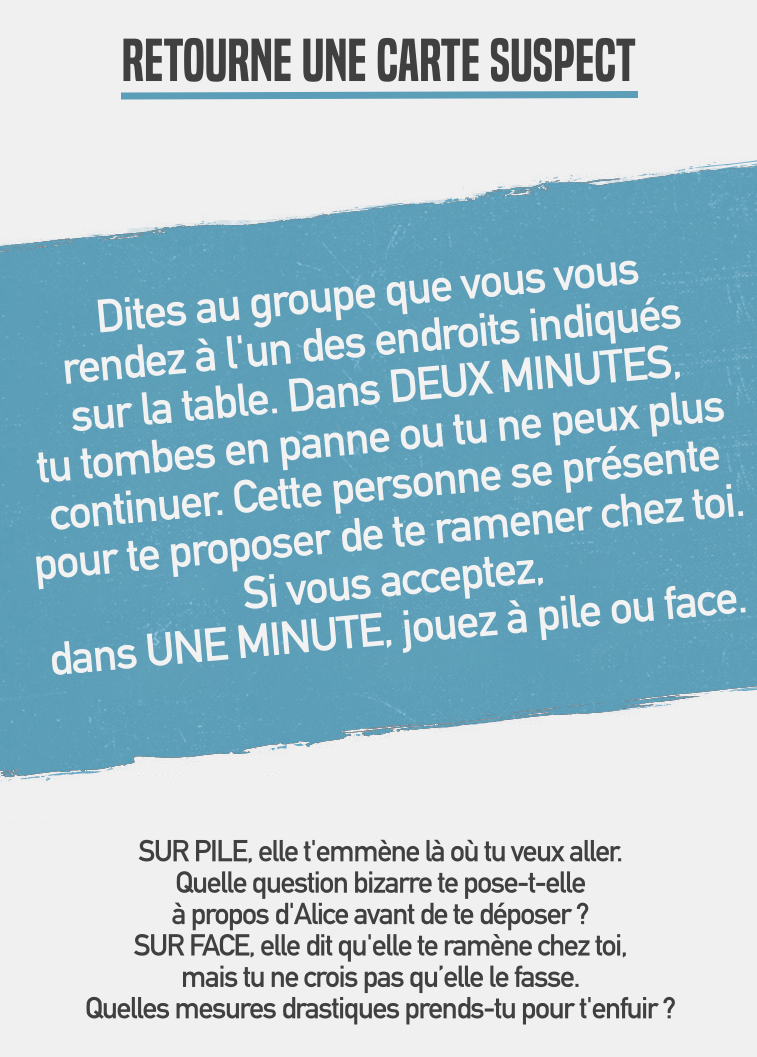 RETOURNE UNE CARTE SUSPECT
Dites au groupe que vous vous
rendez à l'un des endroits indiqués
sur la table. Dans DEUX MINUTES,
tu tombes en panne ou tu ne peux plus
continuer. Cette personne se présente
pour te proposer de te ramener chez toi.
Si vous acceptez,
dans UNE MINUTE, jouez à pile ou face.
SUR PILE, elle t'emmène là où tu veux aller.
Quelle question bizarre te pose-t-elle
à propos d'Alice avant de te déposer ?
SUR FACE, elle dit qu'elle te ramène chez toi,
mais tu ne crois pas qu’elle le fasse.
Quelles mesures drastiques prends-tu pour t'enfuir ?